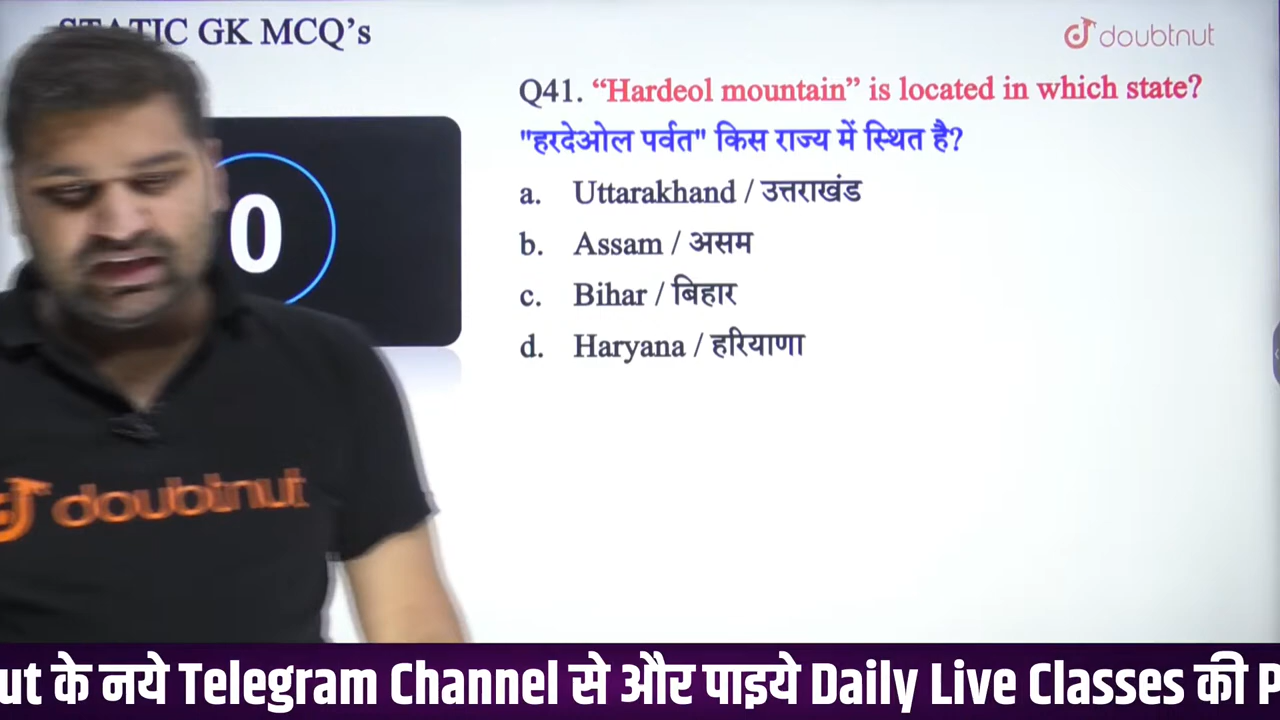 STATIC GK MCQ’s
doubtnut
Q41. “Hardeol mountain” is located in which state?
"हरदेओल पर्वत" किस राज्य में स्थित है?
a. Uttarakhand / उत्तराखंड
b. Assam / असम
c. Bihar / बिहार
d. Haryana / हरियाणा
0
doubtnut
के नये Telegram Channel से और पाइये Daily Live Classes की